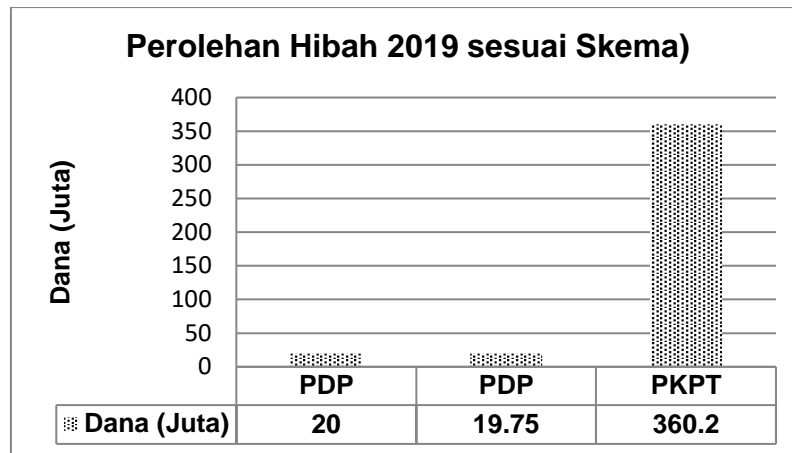 Perolehan Hibah 2019 sesuai Skema)
Dana (Juta)
400
350
300
250
200
150
100
50
0
PDP PDP PKPT
Dana (Juta) 20 19.75 360.2